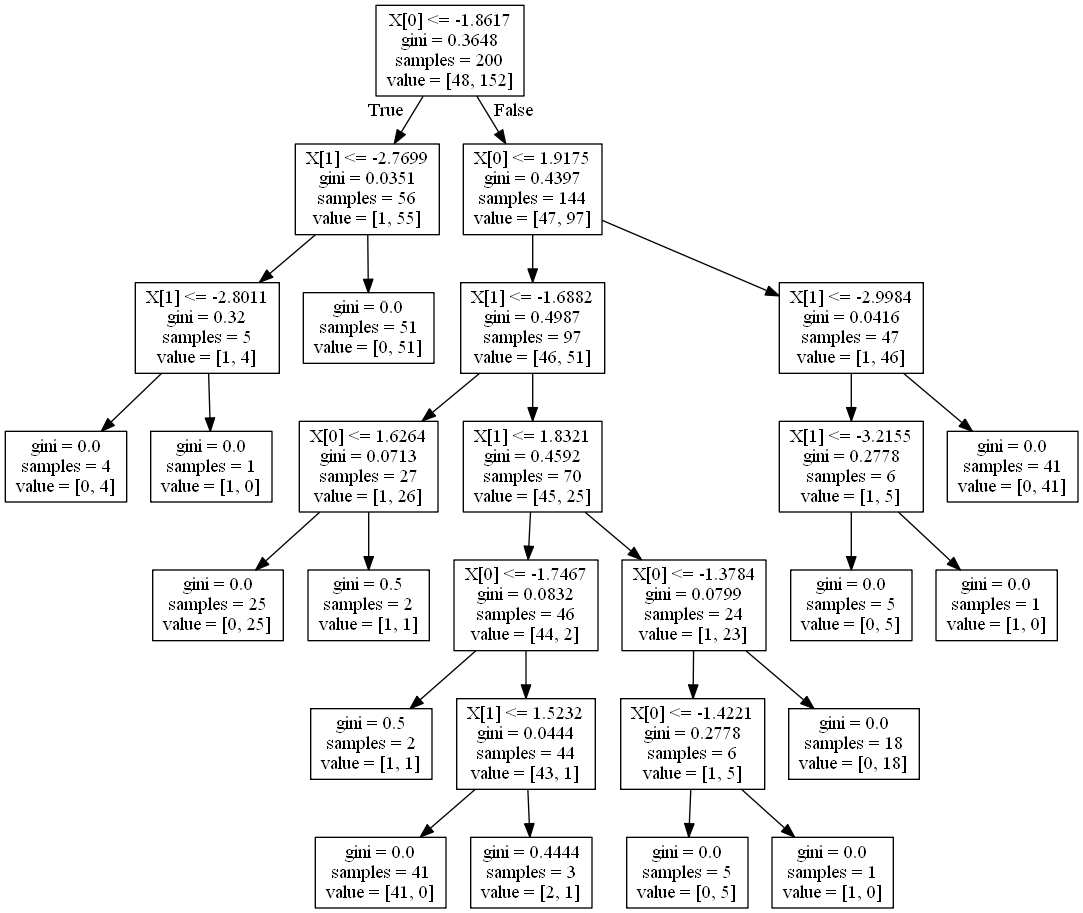 X[0] <= -1.8617
gini = 0.3648
samples = 200
value = [48, 152]
True
False
X[1] <= -2.7699
gini = 0.0351
samples = 56
value = [1, 55]
X[0] <= 1.9175
gini = 0.4397
samples = 144
value = [47, 97]
X[1] <= -2.8011
gini = 0.32
samples = 5
value = [1, 4]
gini = 0.0
samples = 51
value = [0, 51]
X[1] <= -1.6882
gini = 0.4987
samples = 97
value = [46, 51]
X[1] <= -2.9984
gini = 0.0416
samples = 47
value = [1, 46]
gini = 0.0
samples = 4
value = [0, 4]
gini = 0.0
samples = 1
value = [1, 0]
X[0] <= 1.6264
gini = 0.0713
samples = 27
value = [1, 26]
X[1] <= 1.8321
gini = 0.4592
samples = 70
value = [45, 25]
X[1] <= -3.2155
gini = 0.2778
samples = 6
value = [1, 5]
gini = 0.0
samples = 41
value = [0, 41]
gini = 0.0
samples = 25
value = [0, 25]
gini = 0.5
samples = 2
value = [1, 1]
X[0] <= -1.7467
gini = 0.0832
samples = 46
value = [44, 2]
X[0] <= -1.3784
gini = 0.0799
samples = 24
value = [1, 23]
gini = 0.0
samples = 5
value = [0, 5]
gini = 0.0
samples = 1
value = [1, 0]
gini = 0.5
samples = 2
value = [1, 1]
X[1] <= 1.5232
gini = 0.0444
samples = 44
value = [43, 1]
X[0] <= -1.4221
gini = 0.2778
samples = 6
value = [1, 5]
gini = 0.0
samples = 18
value = [0, 18]
gini = 0.0
samples = 41
value = [41, 0]
gini = 0.4444
samples = 3
value = [2, 1]
gini = 0.0
samples = 5
value = [0, 5]
gini = 0.0
samples = 1
value = [1, 0]